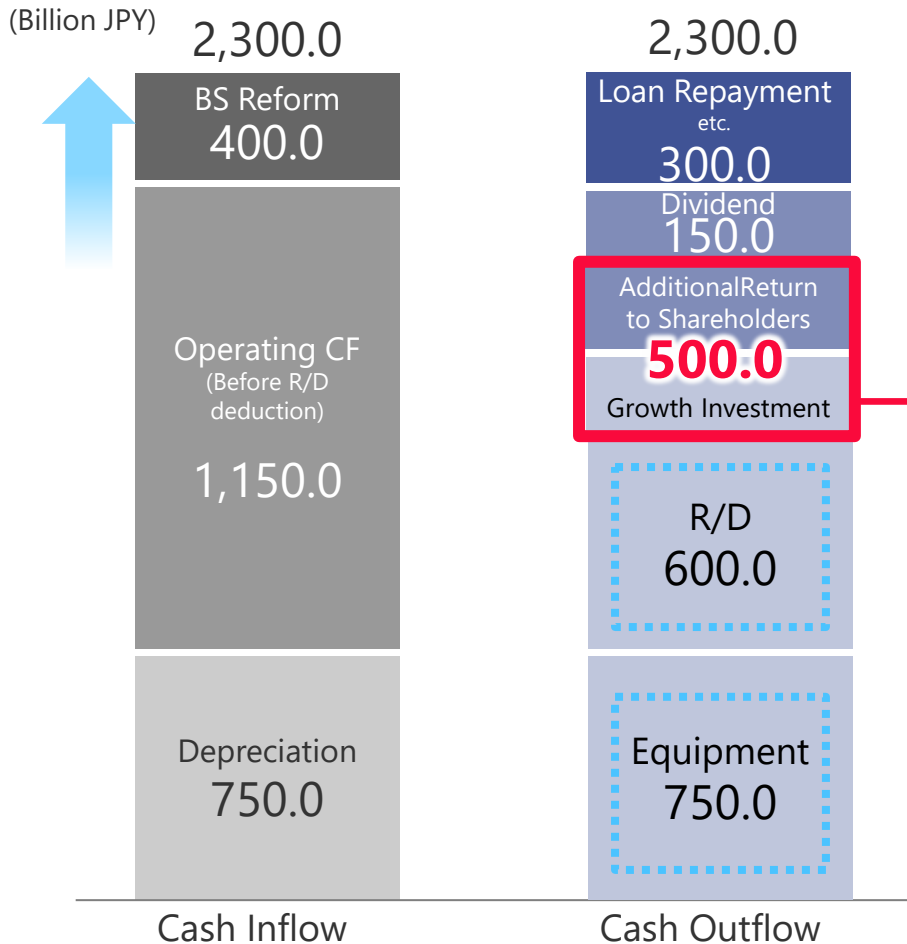 (Billion JPY)
2,300.0
BS Reform
400.0
Operating CF
(Before R/D
deduction)
1,150.0
Depreciation
750.0
Cash Inflow
2,300.0
Loan Repayment
etc.
300.0
Dividend
150.0
AdditionalReturn
to Shareholders
500.0
Growth Investment
R/D
600.0
Equipment
750.0
Cash Outflow